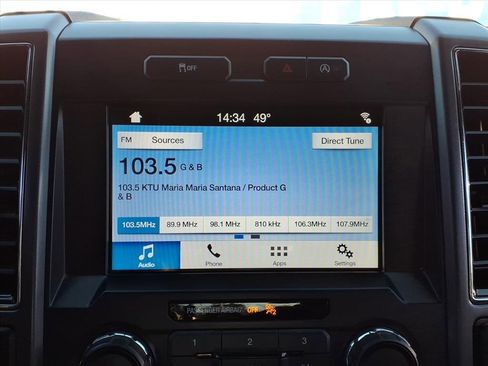 OFF
14:34 49°
FM Sources Direct Tune
103.5 G & B
103.5 KTU Maria Maria Santana / Product G
& B
103.5MHz 89.9 MHz 98.1 MHz 810 kHz 106.3MHz 107.9MHz
Audio Phone Apps Settings
PASSENGER AIRBAG OFF
1 2 3